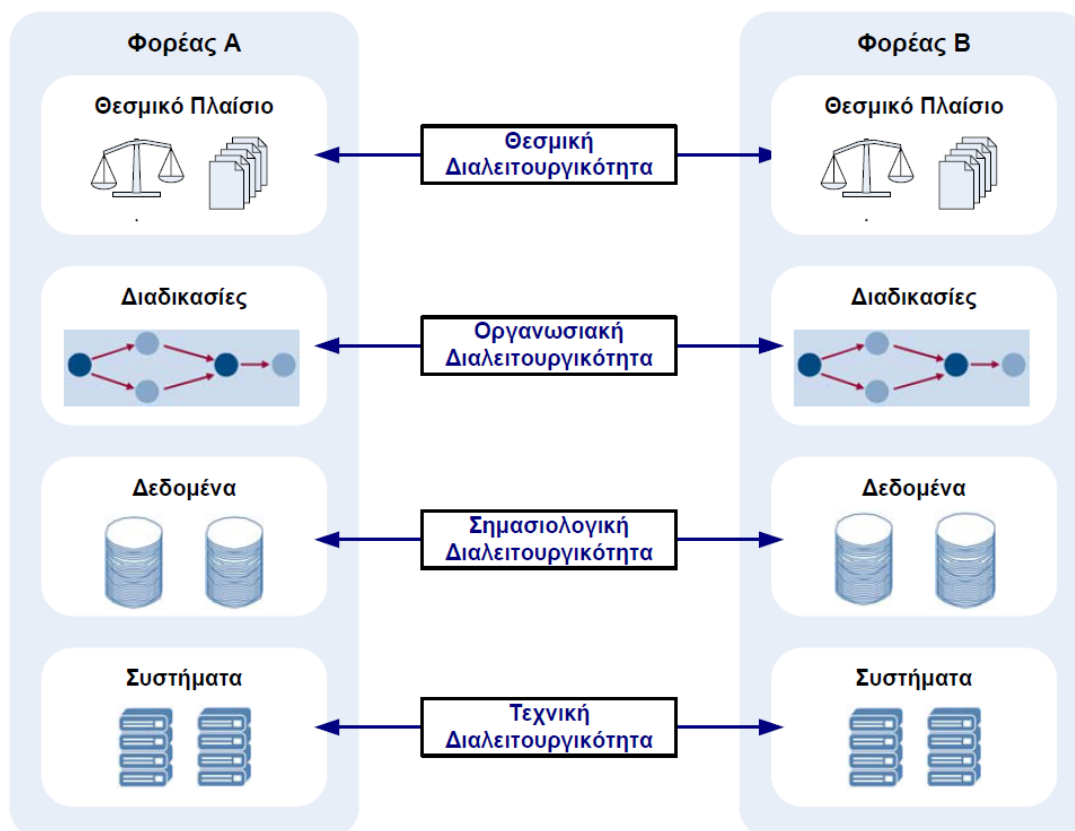 Φορέας Α
Φορέας Β
Θεσμικό Πλαίσιο
Θεσμική
Διαλειτουργικότητα
Θεσμικό Πλαίσιο
Διαδικασίες
Οργανωσιακή
Διαλειτουργικότητα
Διαδικασίες
Δεδομένα
Σημασιολογική
Διαλειτουργικότητα
Δεδομένα
Συστήματα
Τεχνική
Διαλειτουργικότητα
Συστήματα